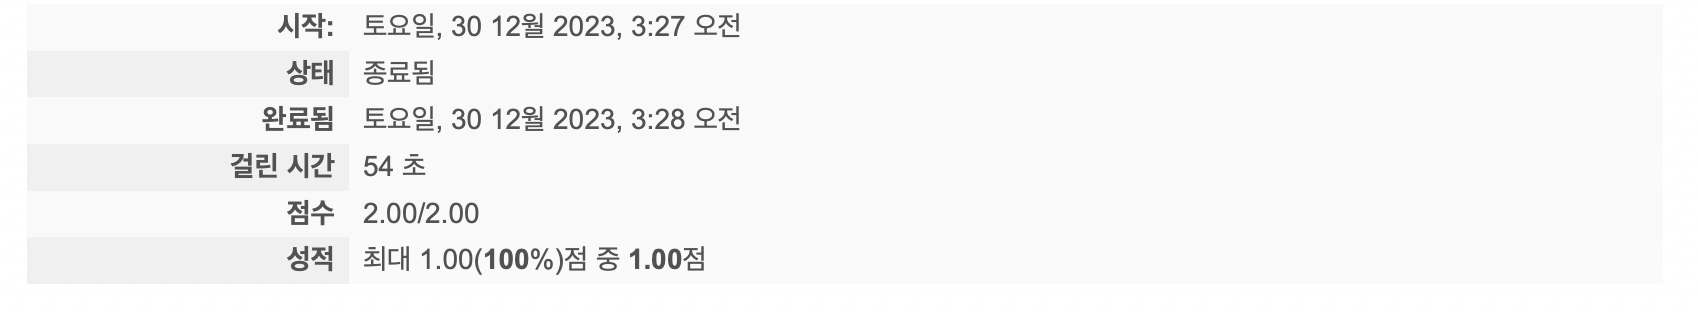 시작: 토요일, 30 12월 2023, 3:27 오전
상태 종료됨
완료됨 토요일, 30 12월 2023, 3:28 오전
걸린 시간 54 초
점수 2.00/2.00
성적 최대 1.00(100%)점 중 1.00점